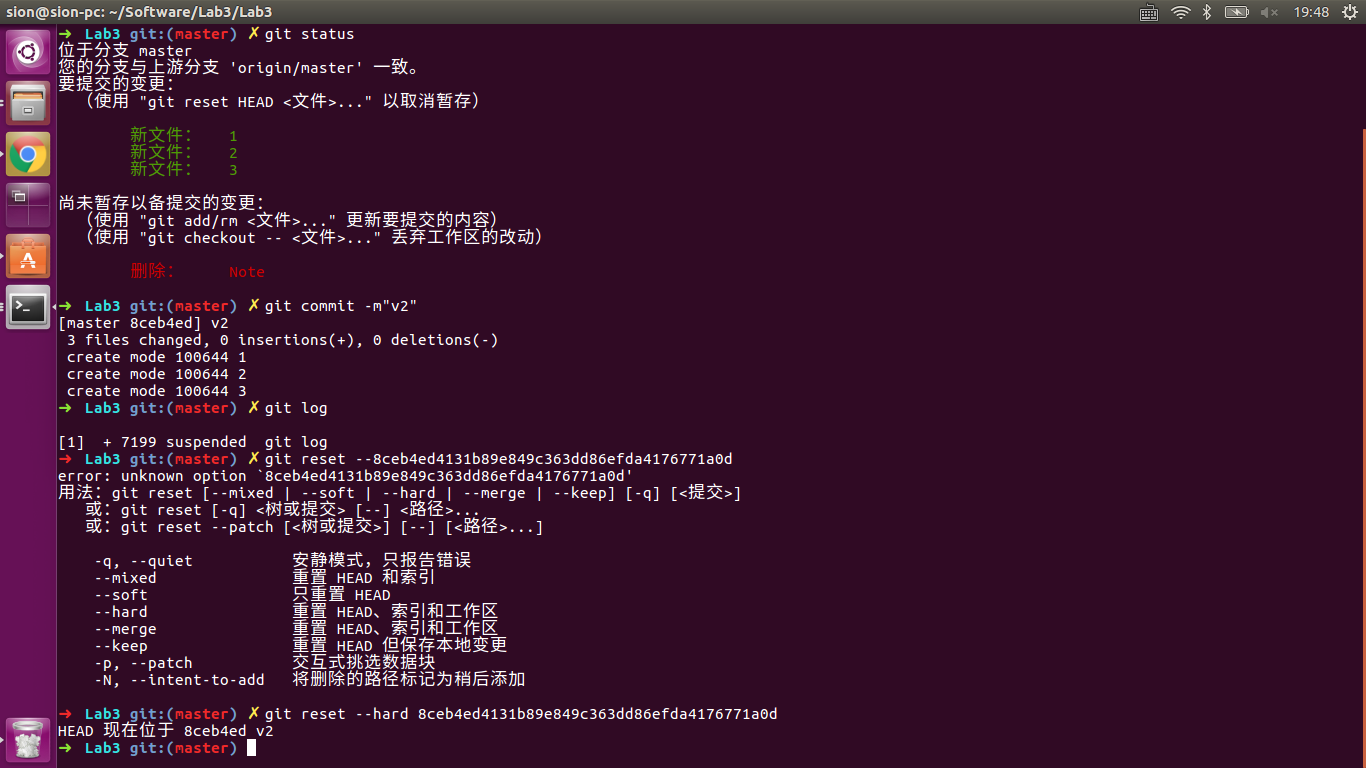 sion@sion-pc: ~/Software/Lab3/Lab3 19:48
➜ Lab3 git:(master) ✗ git status
位于分支 master
您的分支与上游分支 'origin/master' 一致。
要提交的变更：
（使用 "git reset HEAD <文件>..." 以取消暂存）
新文件： 1
新文件： 2
新文件： 3
尚未暂存以备提交的变更：
（使用 "git add/rm <文件>..." 更新要提交的内容）
（使用 "git checkout -- <文件>..." 丢弃工作区的改动）
删除： Note
➜ Lab3 git:(master) ✗ git commit -m"v2"
[master 8ceb4ed] v2
3 files changed, 0 insertions(+), 0 deletions(-)
create mode 100644 1
create mode 100644 2
create mode 100644 3
➜ Lab3 git:(master) ✗ git log
[1] + 7199 suspended git log
➜ Lab3 git:(master) ✗ git reset --8ceb4ed4131b89e849c363dd86efda4176771a0d
error: unknown option `8ceb4ed4131b89e849c363dd86efda4176771a0d'
用法：git reset [--mixed | --soft | --hard | --merge | --keep] [-q] [<提交>]
或：git reset [-q] <树或提交> [--] <路径>...
或：git reset --patch [<树或提交>] [--] [<路径>...]
-q, --quiet 安静模式，只报告错误
--mixed 重置 HEAD 和索引
--soft 只重置 HEAD
--hard 重置 HEAD、索引和工作区
--merge 重置 HEAD、索引和工作区
--keep 重置 HEAD 但保存本地变更
-p, --patch 交互式挑选数据块
-N, --intent-to-add 将删除的路径标记为稍后添加
➜ Lab3 git:(master) ✗ git reset --hard 8ceb4ed4131b89e849c363dd86efda4176771a0d
HEAD 现在位于 8ceb4ed v2
➜ Lab3 git:(master)